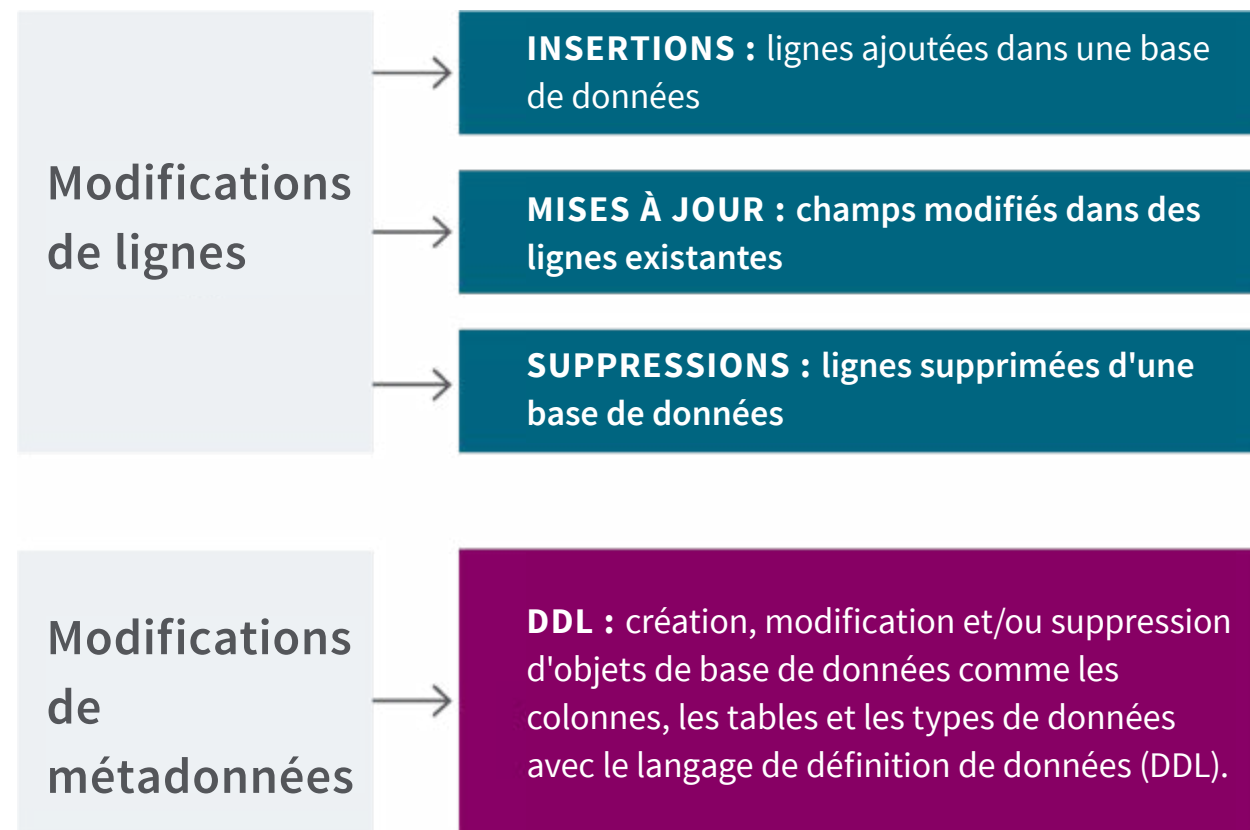 Modifications
de lignes
INSERTIONS : lignes ajoutées dans une base
de données
MISES À JOUR : champs modifiés dans des
lignes existantes
SUPPRESSIONS : lignes supprimées d'une
base de données
Modifications
de
métadonnées
DDL : création, modification et/ou suppression
d'objets de base de données comme les
colonnes, les tables et les types de données
avec le langage de définition de données (DDL).